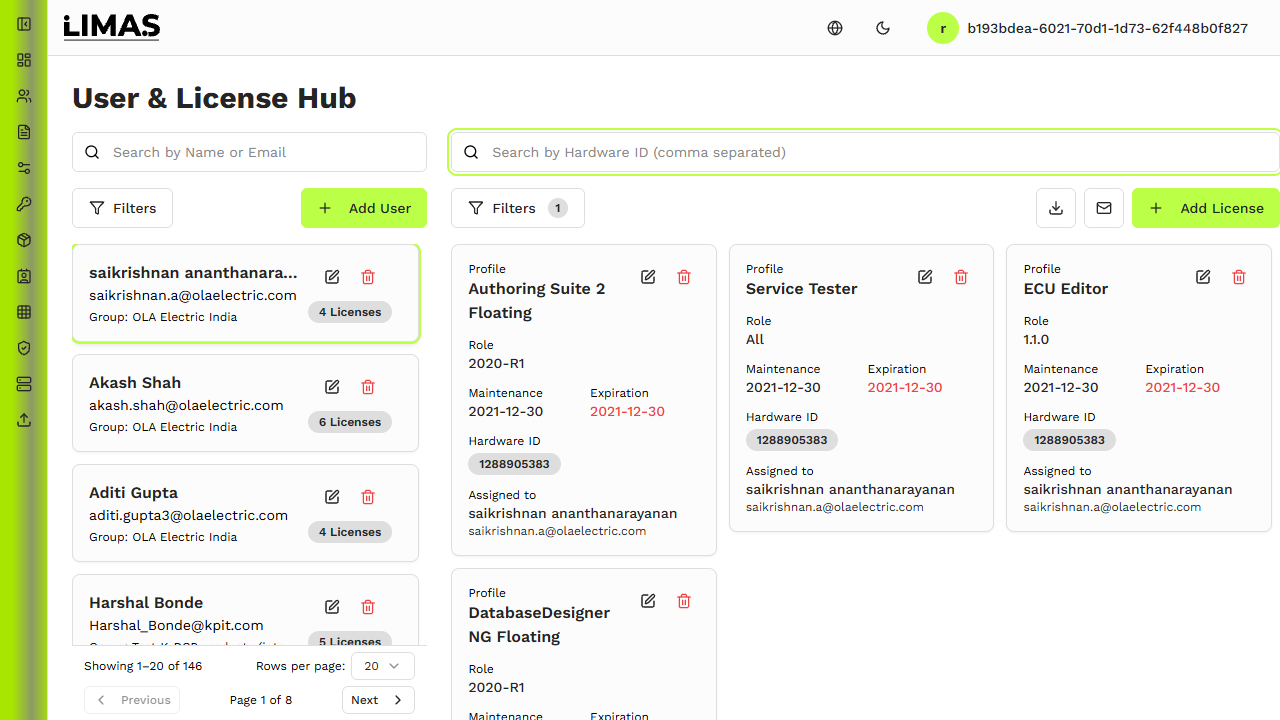 LIMAS
r
b193bdea-6021-70d1-1d73-62f448b0f827
User & License Hub
Search by Name or Email
Search by Hardware ID (comma separated)
Filters
Add User
Filters 1
Add License
saikrishnan ananthanara...
saikrishnan.a@olaelectric.com
Group: OLA Electric India
4 Licenses
Akash Shah
akash.shah@olaelectric.com
Group: OLA Electric India
6 Licenses
Aditi Gupta
aditi.gupta3@olaelectric.com
Group: OLA Electric India
4 Licenses
Harshal Bonde
Harshal_Bonde@kpit.com
5 Licenses
Showing 1–20 of 146
Rows per page: 20
Previous
Page 1 of 8
Next
Profile
Authoring Suite 2
Floating
Role
2020-R1
Maintenance Expiration
2021-12-30 2021-12-30
Hardware ID
1288905383
Assigned to
saikrishnan ananthanarayanan
saikrishnan.a@olaelectric.com
Profile
Service Tester
Role
All
Maintenance Expiration
2021-12-30 2021-12-30
Hardware ID
1288905383
Assigned to
saikrishnan ananthanarayanan
saikrishnan.a@olaelectric.com
Profile
ECU Editor
Role
1.1.0
Maintenance Expiration
2021-12-30 2021-12-30
Hardware ID
1288905383
Assigned to
saikrishnan ananthanarayanan
saikrishnan.a@olaelectric.com
Profile
DatabaseDesigner
NG Floating
Role
2020-R1
Maintenance Expiration